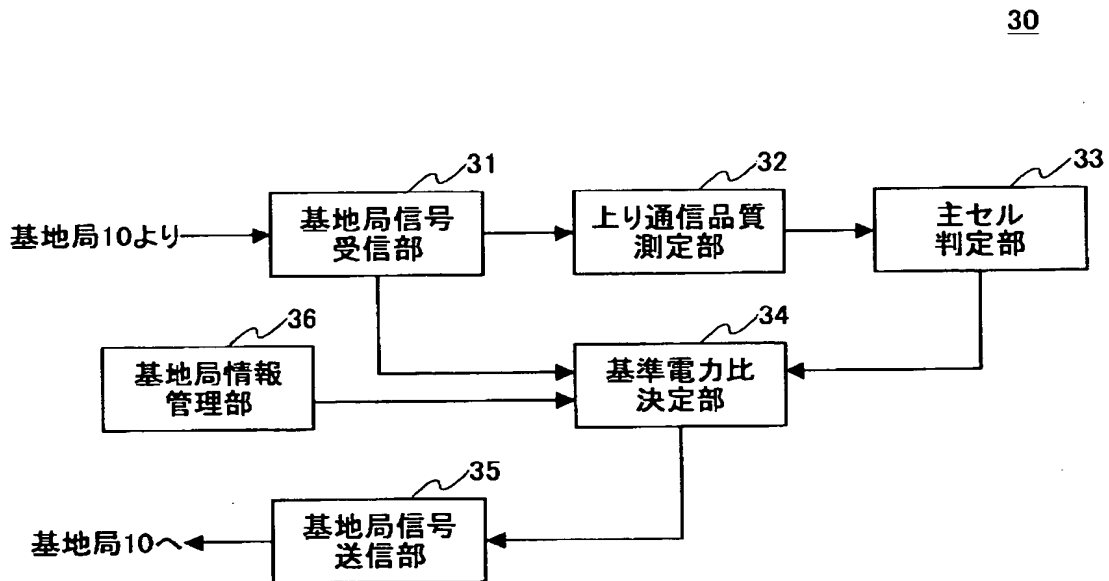 30
31
32
33
基地局10より
基地局信号
受信部
上り通信品質
測定部
主セル
判定部
36
34
基地局情報
管理部
基準電力比
決定部
35
基地局10へ
基地局信号
送信部